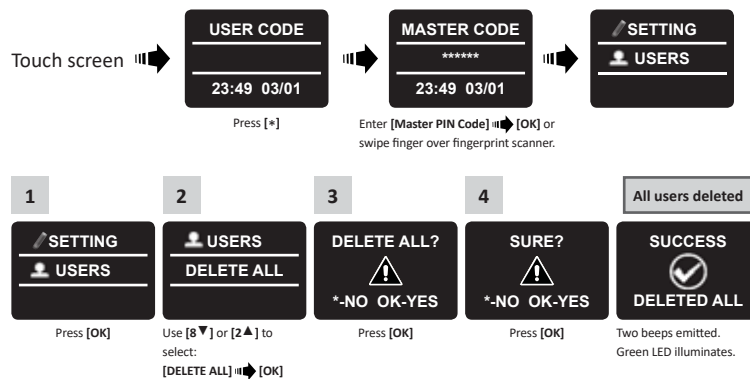 Touch screen
USER CODE
23:49 03/01
Press [*]
MASTER CODE
******
23:49 03/01
Enter [Master PIN Code] [OK] or
swipe finger over fingerprint scanner.
SETTING
USERS
1
SETTING
USERS
Press [OK]
2
USERS
DELETE ALL
Use [8▼] or [2▲] to
select:
[DELETE ALL] [OK]
3
DELETE ALL?
*-NO OK-YES
Press [OK]
4
SURE?
*-NO OK-YES
Press [OK]
All users deleted
SUCCESS
DELETED ALL
Two beeps emitted.
Green LED illuminates.